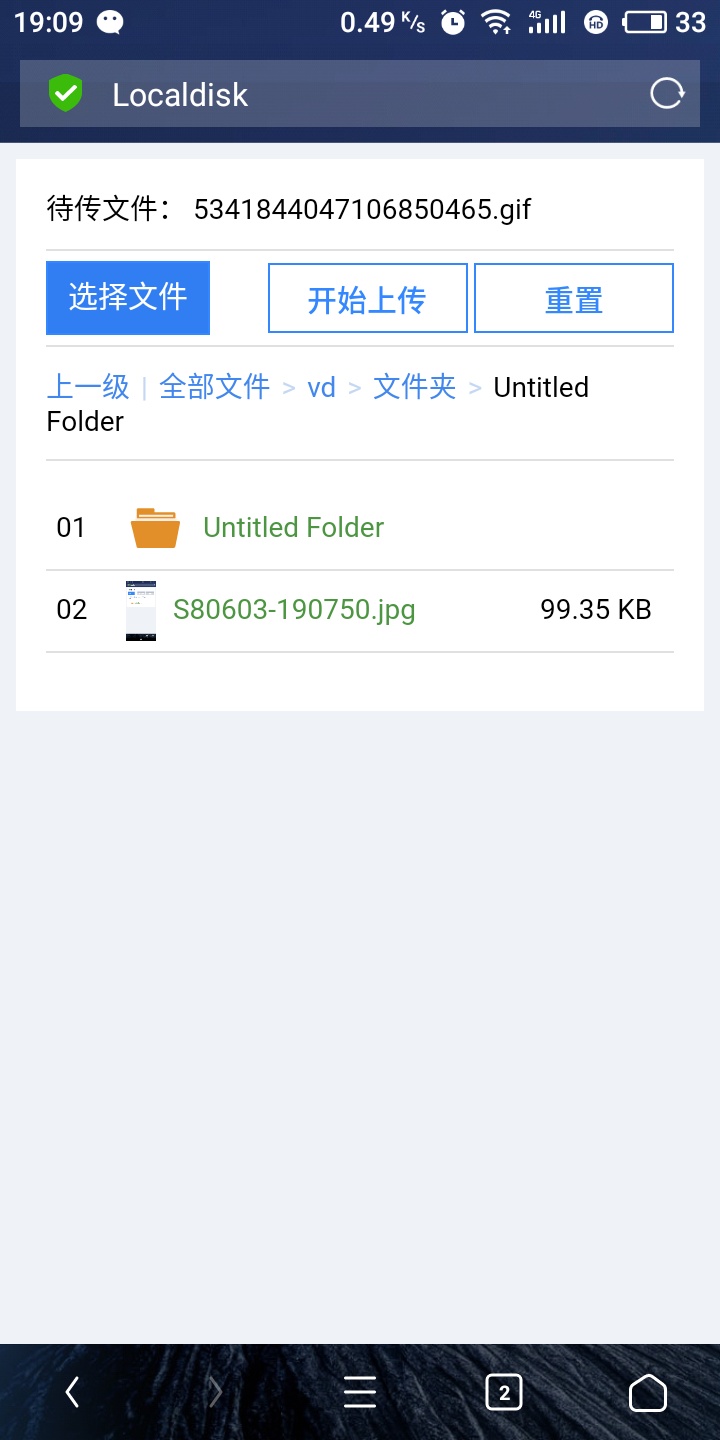 19:09 0.49 K/s 4G HD 33
Localdisk
待传文件： 5341844047106850465.gif
选择文件 开始上传 重置
上一级 | 全部文件 > vd > 文件夹 > Untitled
Folder
01 Untitled Folder
02 S80603-190750.jpg 99.35 KB
2